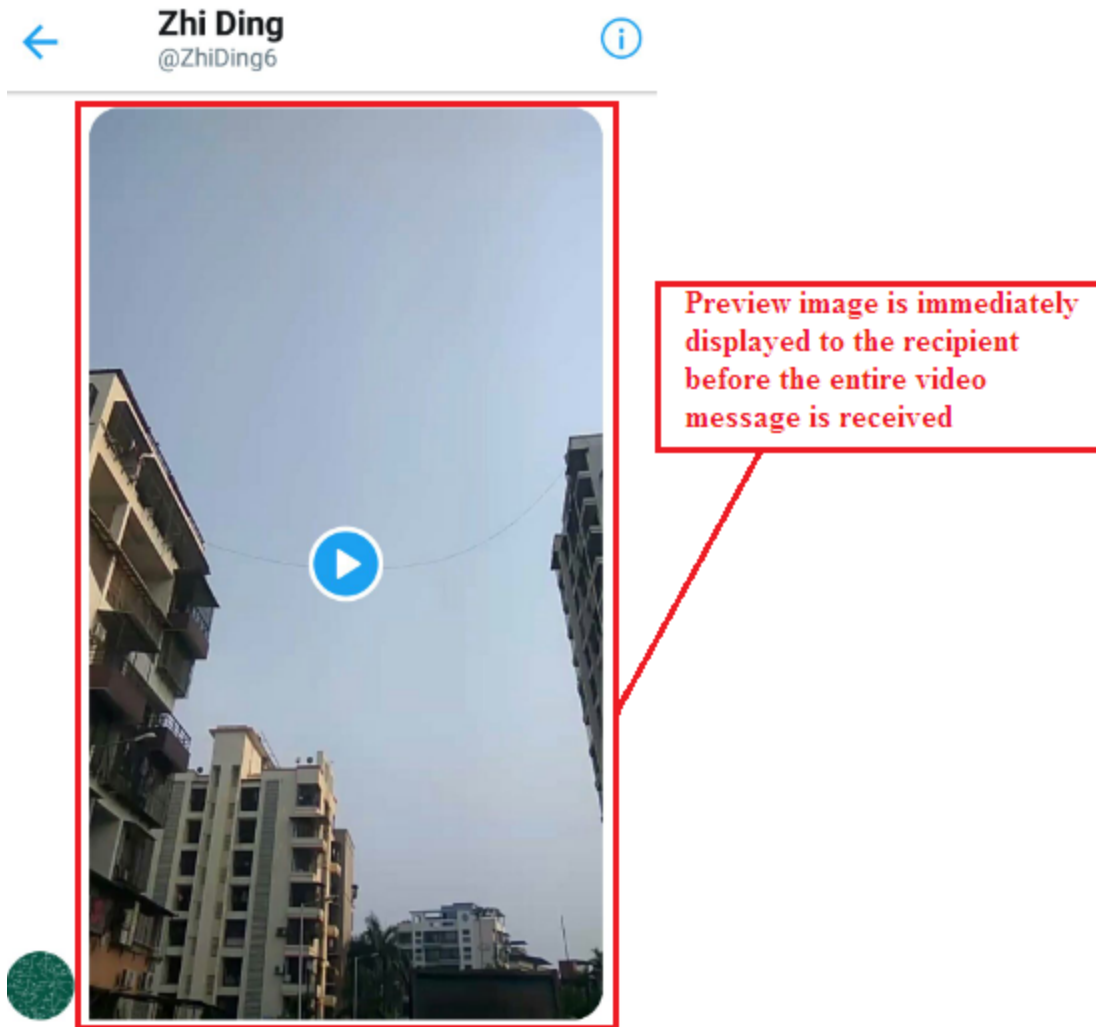 Zhi Ding
@ZhiDing6
Preview image is immediately
displayed to the recipient
before the entire video
message is received